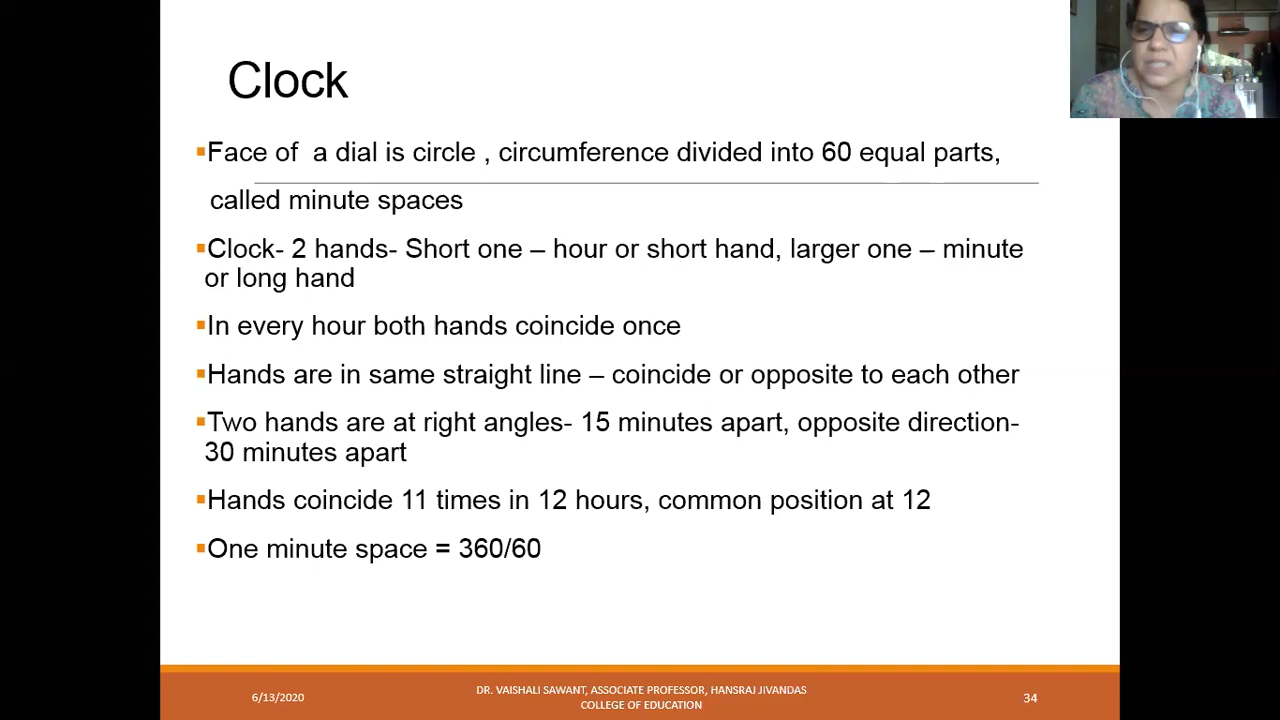 Clock
▪Face of a dial is circle , circumference divided into 60 equal parts,
called minute spaces
▪Clock- 2 hands- Short one – hour or short hand, larger one – minute
or long hand
▪In every hour both hands coincide once
▪Hands are in same straight line – coincide or opposite to each other
▪Two hands are at right angles- 15 minutes apart, opposite direction-
30 minutes apart
▪Hands coincide 11 times in 12 hours, common position at 12
▪One minute space = 360/60
6/13/2020
DR. VAISHALI SAWANT, ASSOCIATE PROFESSOR, HANSRAJ JIVANDAS
COLLEGE OF EDUCATION
34